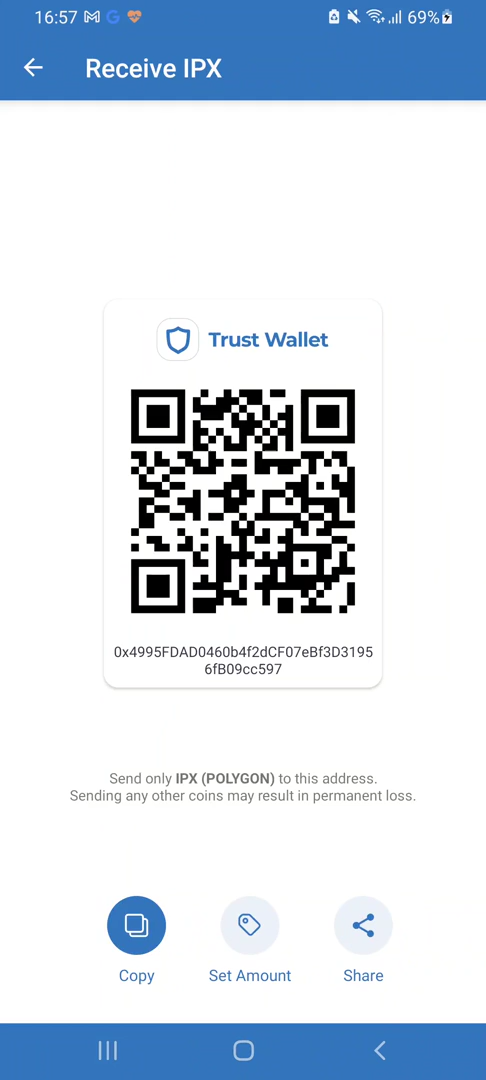 16:57
69%
Receive IPX
Trust Wallet
0x4995FDAD0460b4f2dCF07eBf3D3195
6fB09cc597
Send only IPX (POLYGON) to this address.
Sending any other coins may result in permanent loss.
Copy
Set Amount
Share